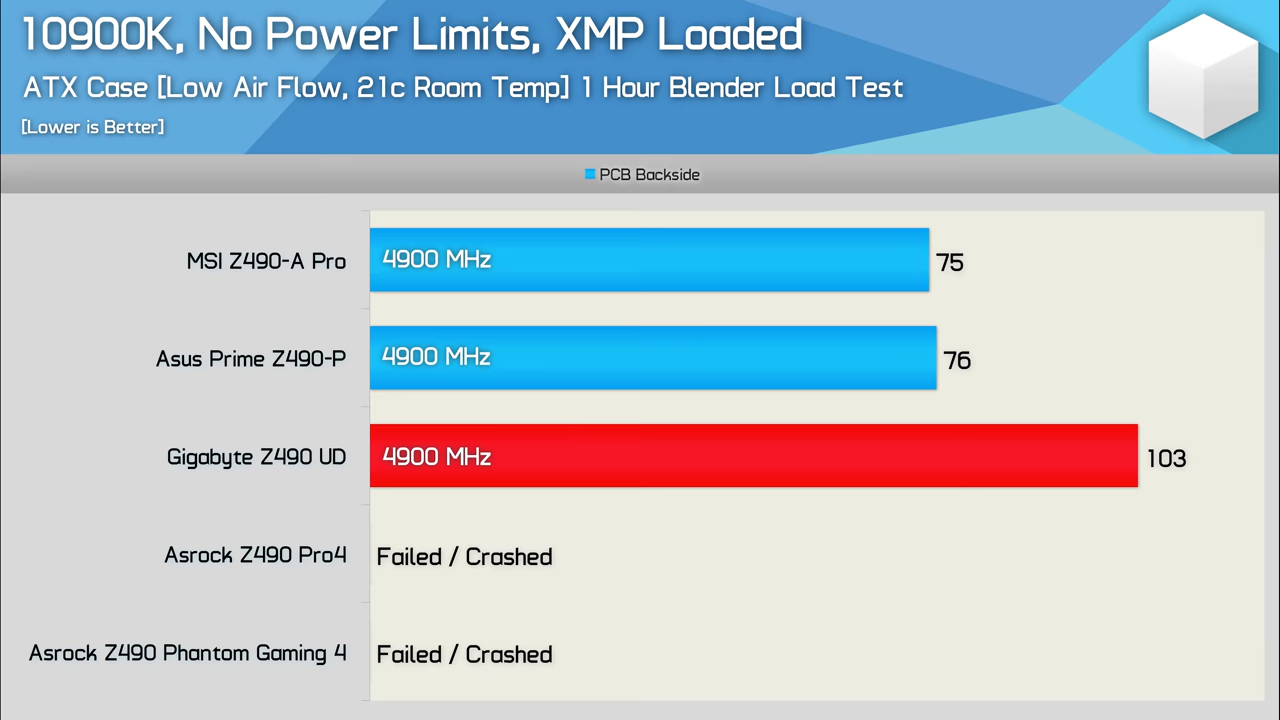 10900K, No Power Limits, XMP Loaded
ATX Case [Low Air Flow, 21c Room Temp] 1 Hour Blender Load Test
[Lower is Better]
PCB Backside
MSI Z490-A Pro 4900 MHz 75
Asus Prime Z490-P 4900 MHz 76
Gigabyte Z490 UD 4900 MHz 103
Asrock Z490 Pro4 Failed / Crashed
Asrock Z490 Phantom Gaming 4 Failed / Crashed